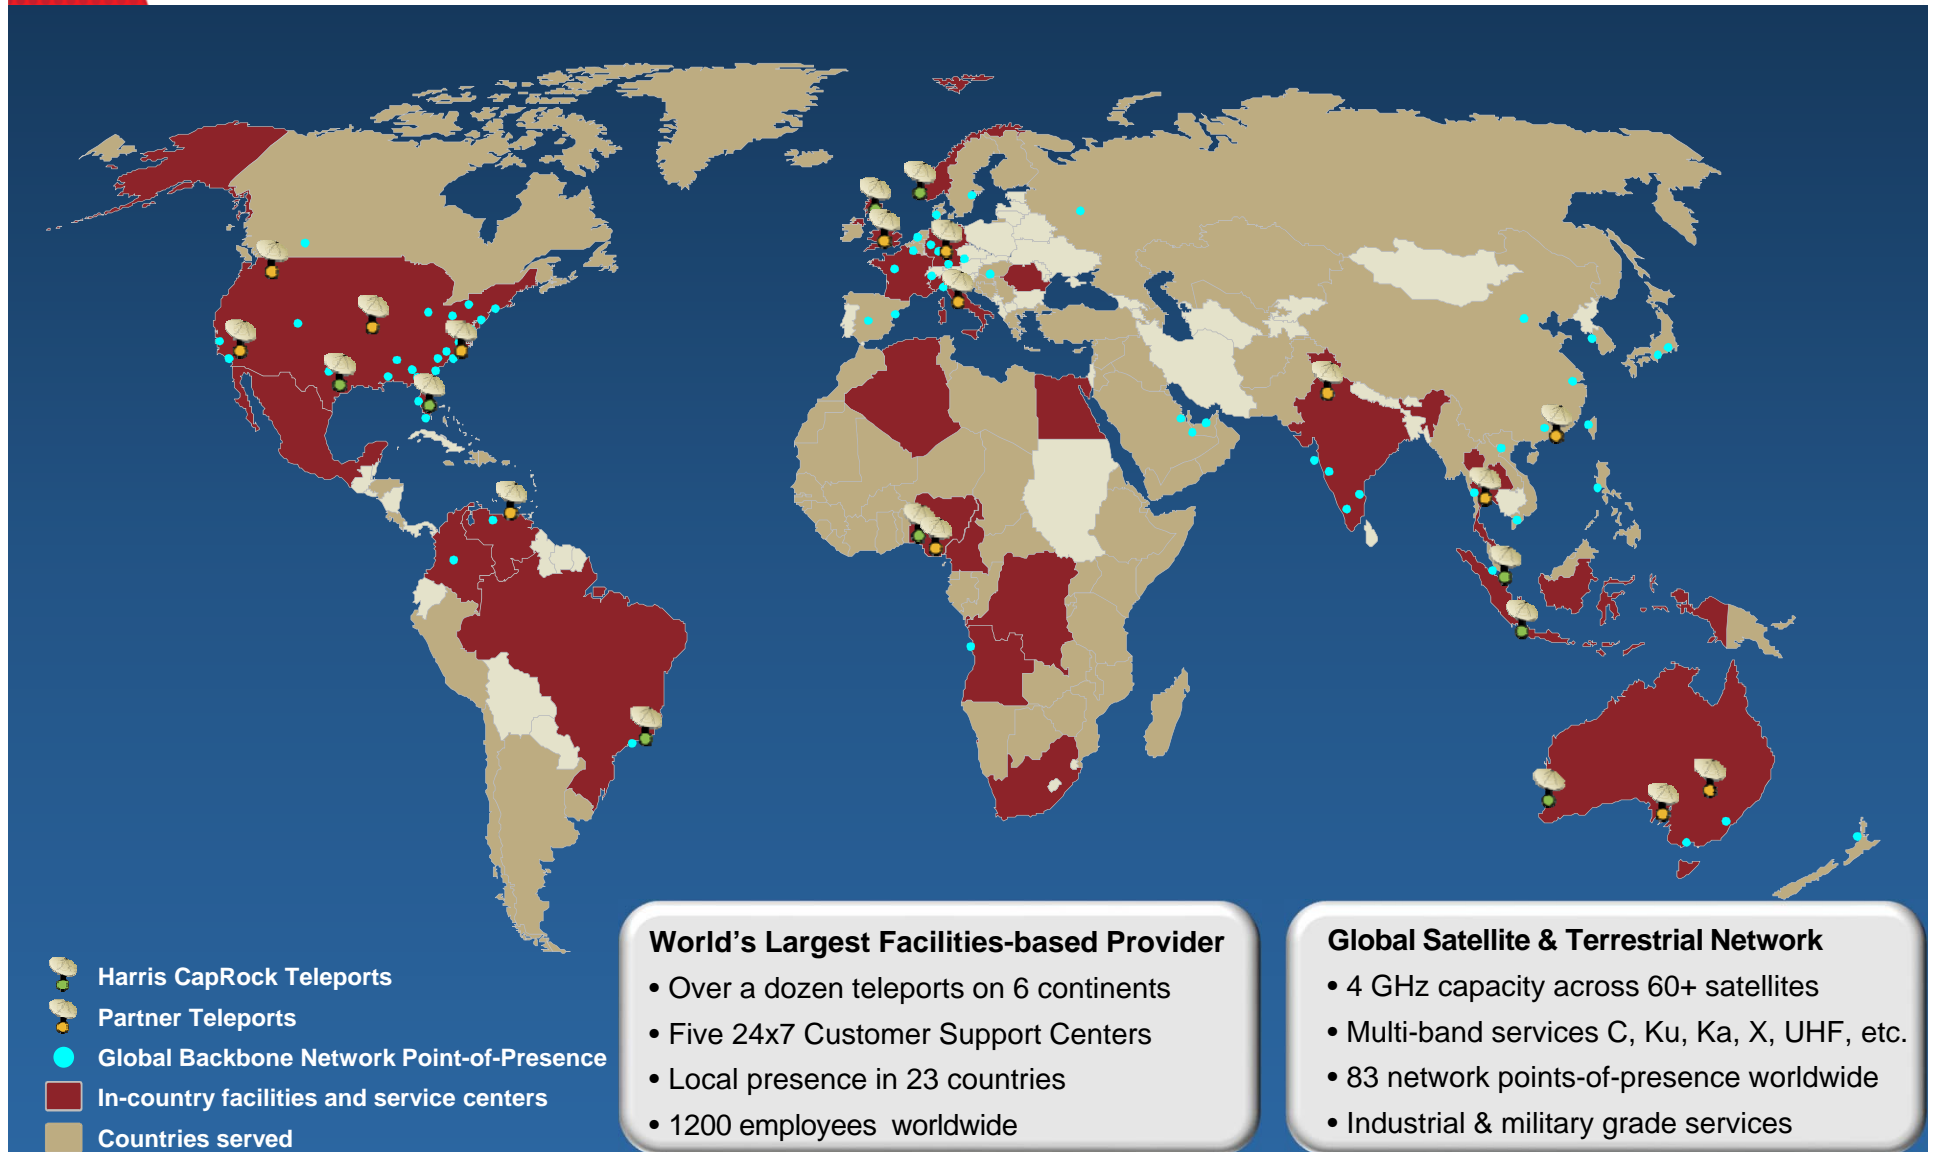 World’s Largest Facilities-based Provider
• Over a dozen teleports on 6 continents
• Five 24x7 Customer Support Centers
• Local presence in 23 countries
• 1200 employees  worldwide
Global Satellite & Terrestrial Network
• 4 GHz capacity across 60+ satellites
• Multi-band services C, Ku, Ka, X, UHF, etc.
• 83 network points-of-presence worldwide
• Industrial & military grade services
Harris CapRock Teleports
Partner Teleports
Global Backbone Network Point-of-Presence
In-country facilities and service centers
Countries served